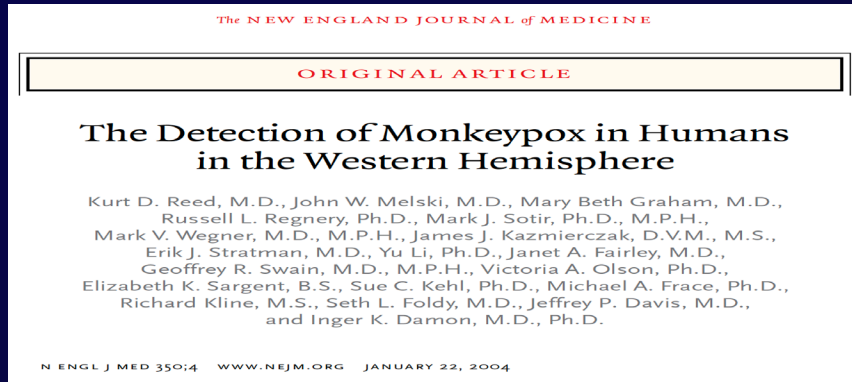 The NEW ENGLAND JOURNAL of MEDICINE
ORIGINAL ARTICLE
The Detection of Monkeypox in Humans
in the Western Hemisphere
Kurt D. Reed, M.D., John W. Melski, M.D., Mary Beth Graham, M.D.,
Russell L. Regnery, Ph.D., Mark J. Sotir, Ph.D., M.P.H.,
Mark V. Wegner, M.D., M.P.H., James J. Kazmierczak, D.V.M., M.S.,
Erik J. Stratman, M.D., Yu Li, Ph.D., Janet A. Fairley, M.D.,
Geoffrey R. Swain, M.D., M.P.H., Victoria A. Olson, Ph.D.,
Elizabeth K. Sargent, B.S., Sue C. Kehl, Ph.D., Michael A. Frace, Ph.D.,
Richard Kline, M.S., Seth L. Foldy, M.D., Jeffrey P. Davis, M.D.,
and Inger K. Damon, M.D., Ph.D.
N ENGL J MED 350;4 WWW.NEJM.ORG JANUARY 22, 2004